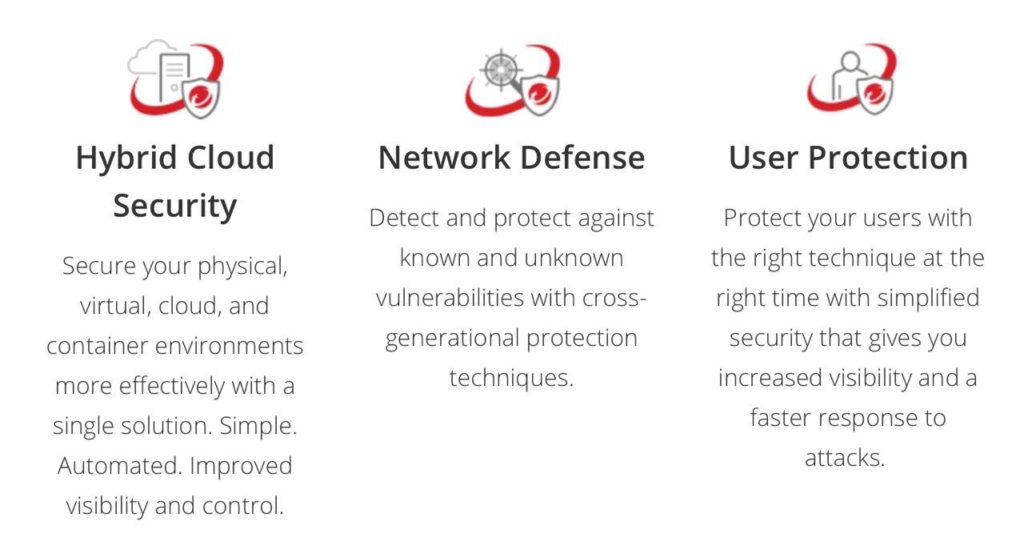 Hybrid Cloud
Security
Secure your physical,
virtual, cloud, and
container environments
more effectively with a
single solution. Simple.
Automated. Improved
visibility and control.
Network Defense
Detect and protect against
known and unknown
vulnerabilities with cross-
generational protection
techniques.
User Protection
Protect your users with
the right technique at the
right time with simplified
security that gives you
increased visibility and a
faster response to
attacks.